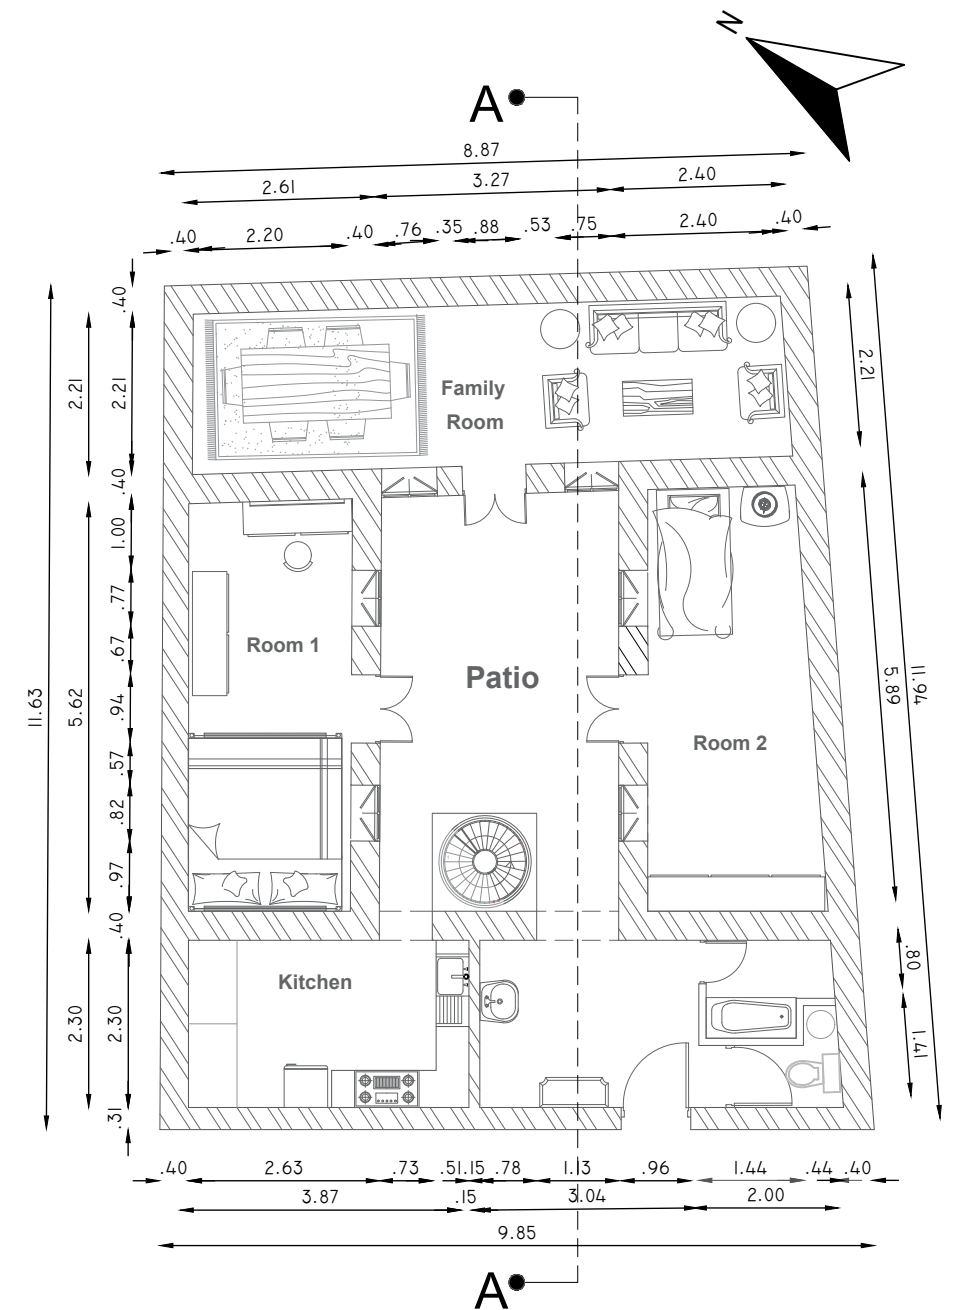 N
A
8.87
2.61 3.27 2.40
.40 2.20 .40 .76 .35 .88 .53 .75 2.40 .40
.40
2.21 2.21 2.21
Family
Room
.40
1.00
.77
Room 1
.67
Patio
11.63 5.62 .94 5.89 11.94
Room 2
.57
.82
.97
.40
.80
Kitchen
2.30 2.30 1.41
.31
.40 2.63 .73 .51 .15 .78 1.13 .96 1.44 .44 .40
3.87 .15 3.04 2.00
9.85
A